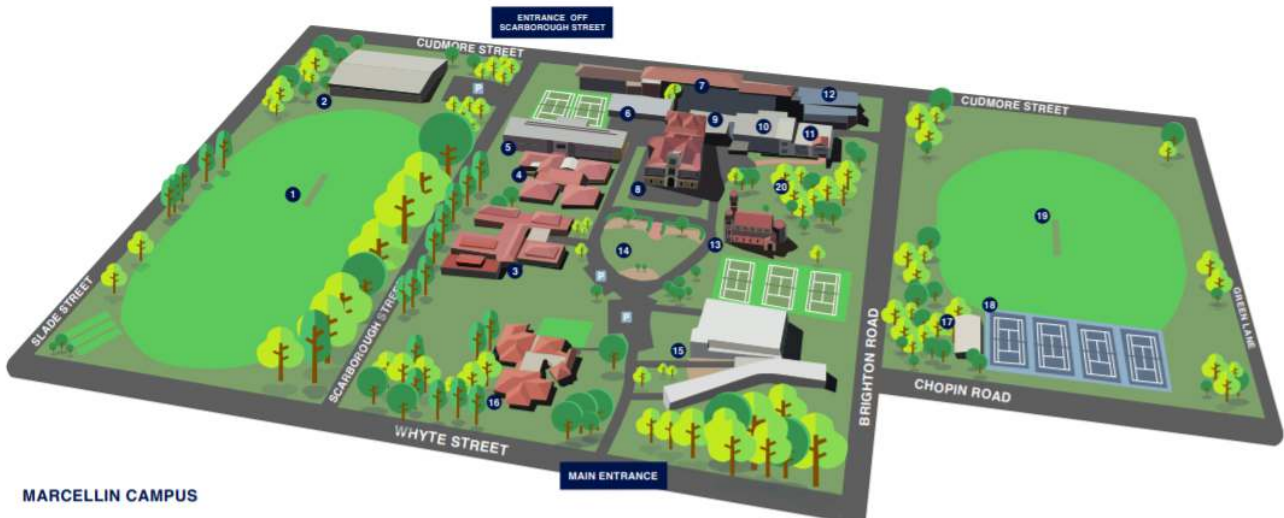 ENTRANCE OFF
SCARBOROUGH STREET
CUDMORE STREET
P
2
7
12
CUDMORE STREET
6
9
10
11
5
4
8
20
1
19
13
14
3
P
SLADE STREET
SCARBOROUGH STREET
GREEN LANE
18
17
P
BRIGHTON ROAD
15
CHOPIN ROAD
16
WHYTE STREET
MAIN ENTRANCE
MARCELLIN CAMPUS